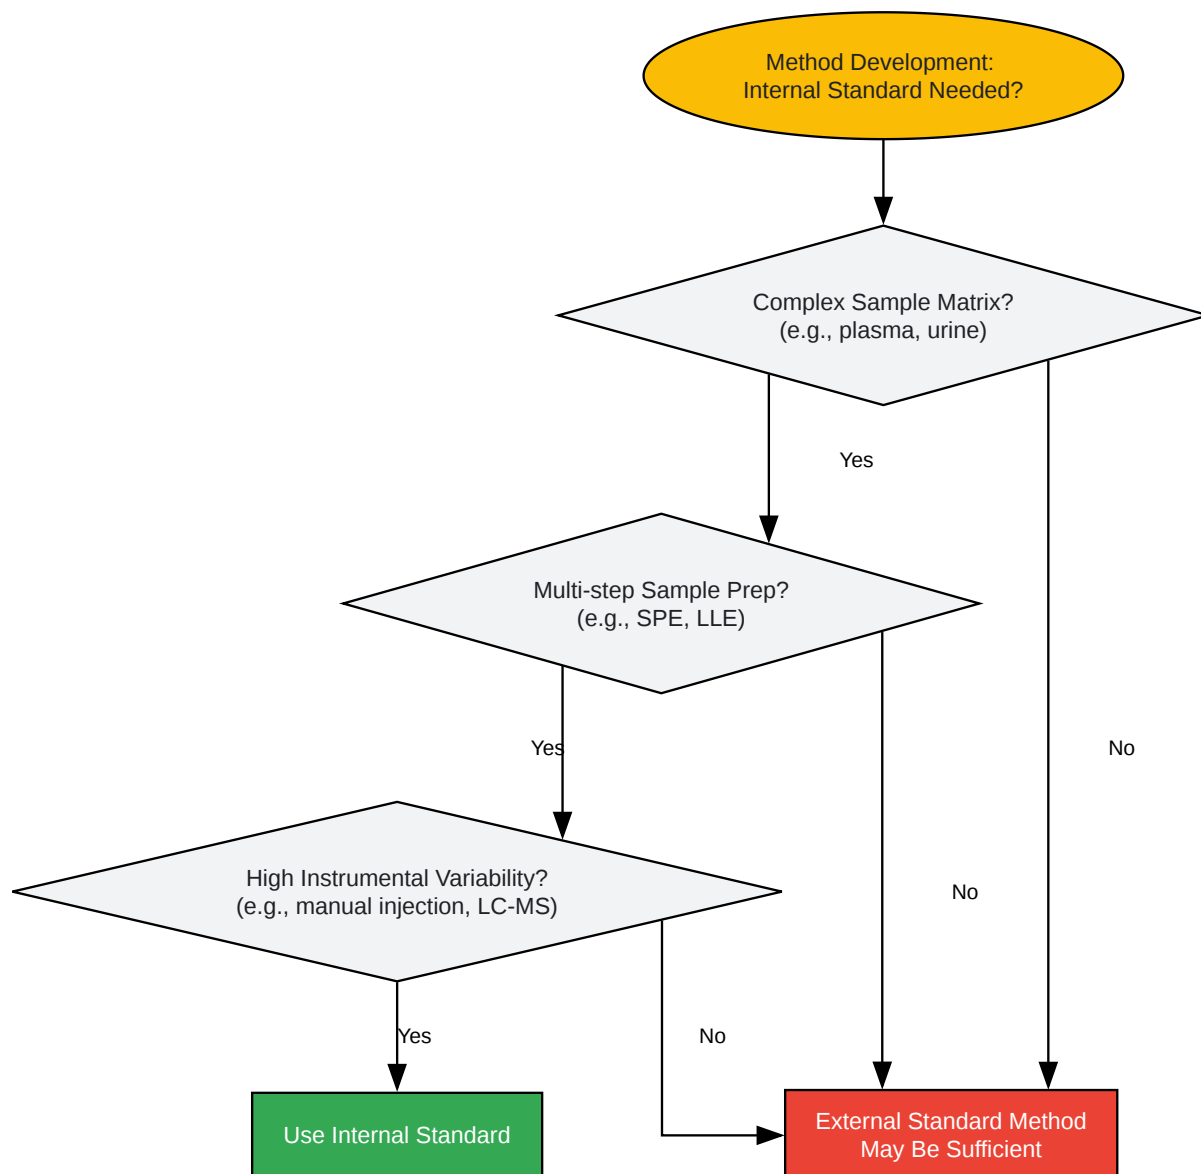 Method Development:
Internal Standard Needed?
Complex Sample Matrix?
(e.g., plasma, urine)
Yes
Multi-step Sample Prep?
(e.g., SPE, LLE)
Yes
No
High Instrumental Variability?
(e.g., manual injection, LC-MS)
No
Yes
No
Use Internal Standard
External Standard Method
May Be Sufficient